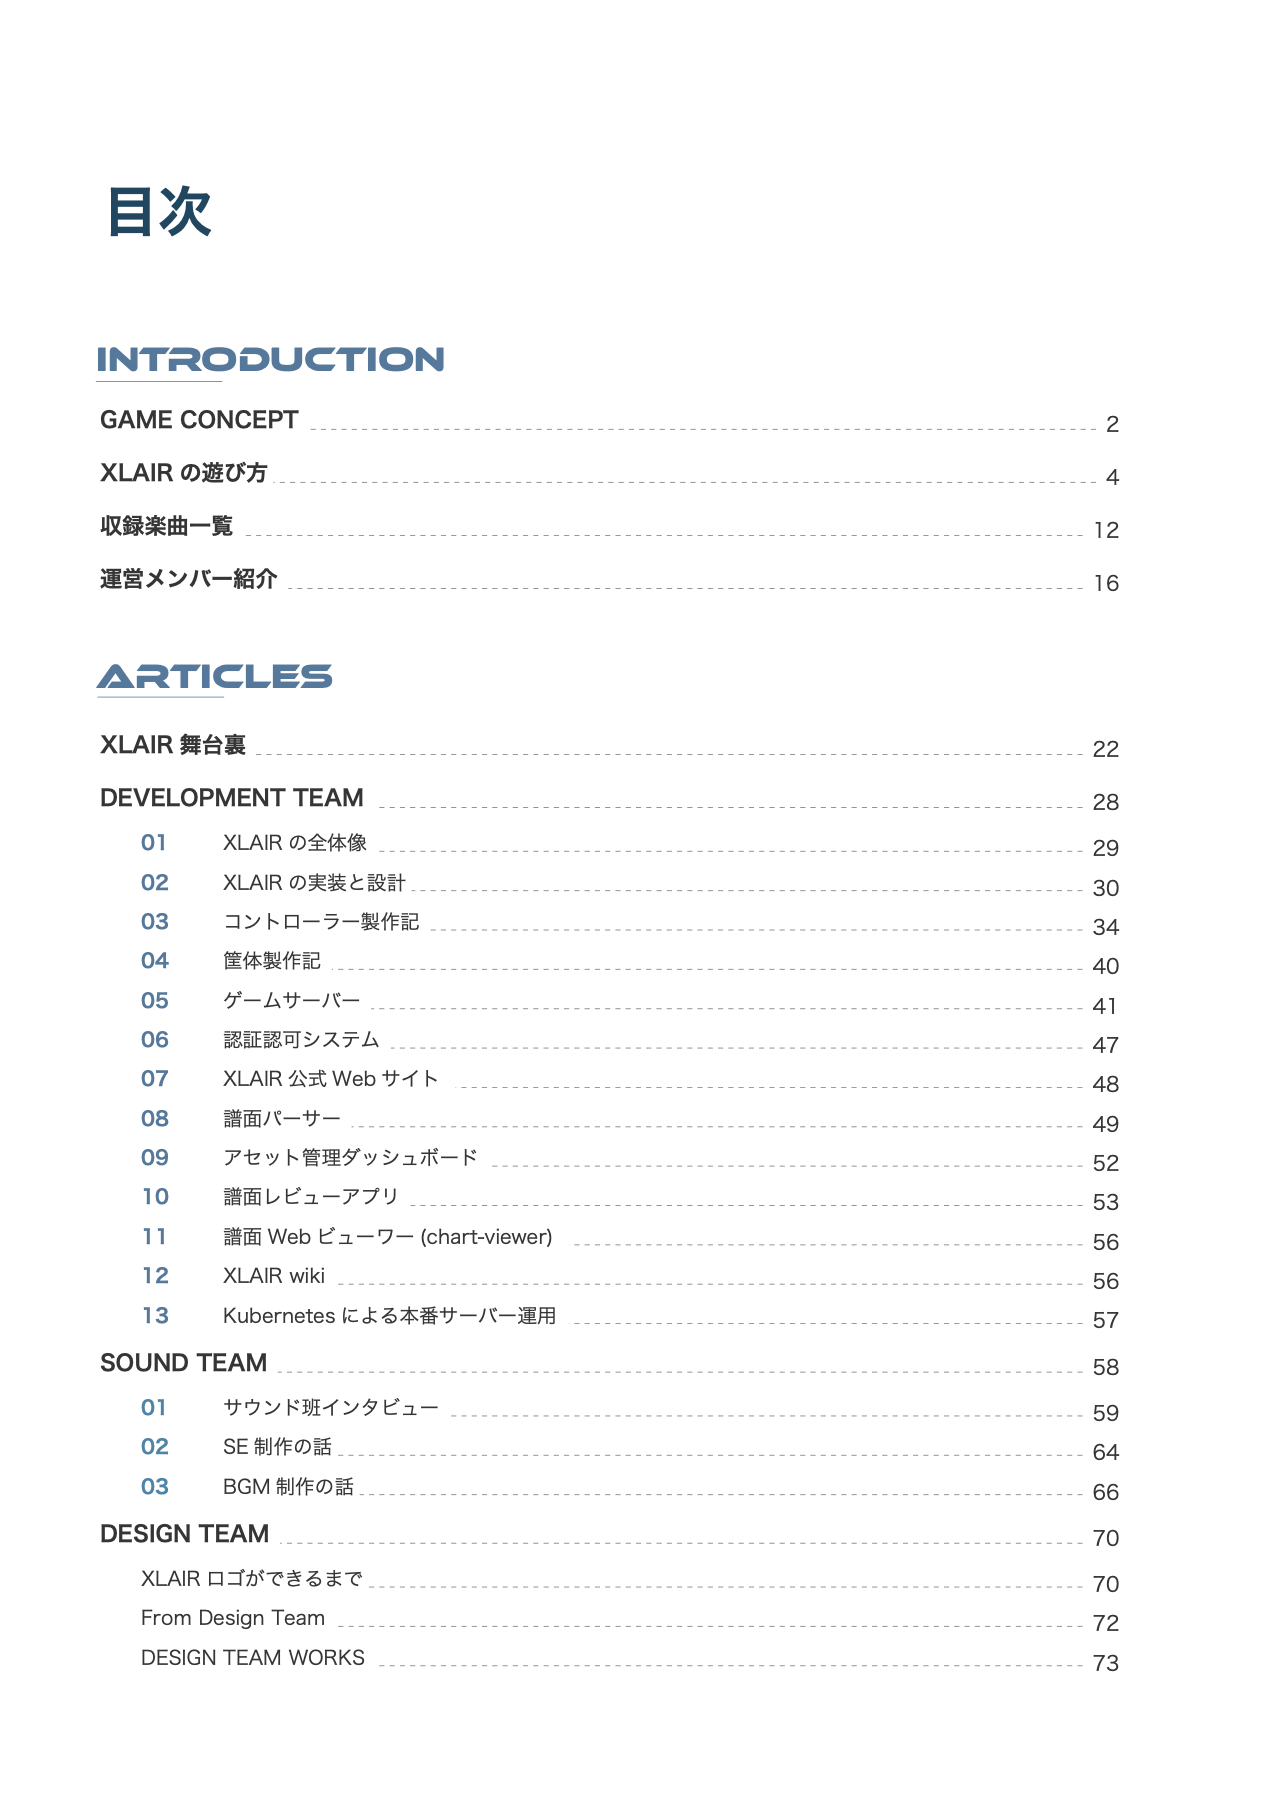 目次
INTRODUCTION
GAME CONCEPT 2
XLAIR の遊び方 4
収録楽曲一覧 12
運営メンバー紹介 16
ARTICLES
XLAIR 舞台裏 22
DEVELOPMENT TEAM 28
01 XLAIR の全体像 29
02 XLAIR の実装と設計 30
03 コントローラー製作記 34
04 筐体製作記 40
05 ゲームサーバー 41
06 認証認可システム 47
07 XLAIR 公式 Web サイト 48
08 譜面パーサー 49
09 アセット管理ダッシュボード 52
10 譜面レビューアプリ 53
11 譜面 Web ビューワー (chart-viewer) 56
12 XLAIR wiki 56
13 Kubernetes による本番サーバー運用 57
SOUND TEAM 58
01 サウンド班インタビュー 59
02 SE 制作の話 64
03 BGM 制作の話 66
DESIGN TEAM 70
XLAIR ロゴができるまで 70
From Design Team 72
DESIGN TEAM WORKS 73